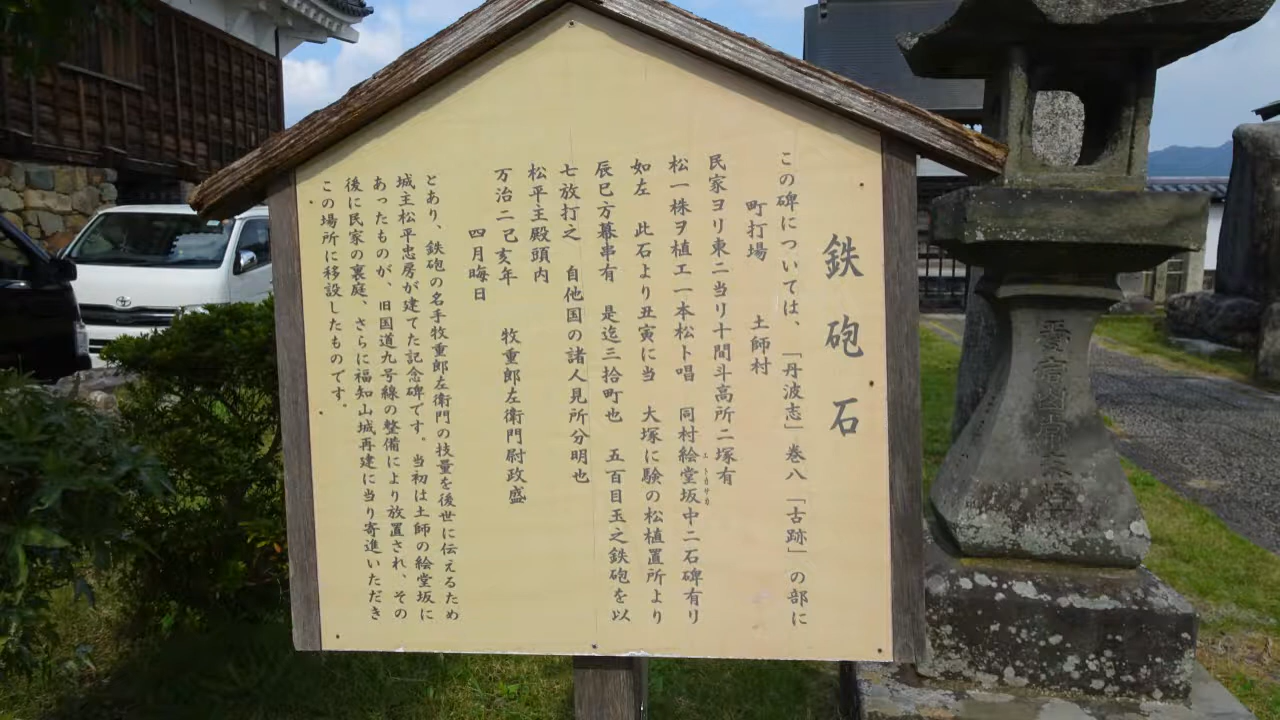 鉄砲石
この碑については、「丹波志」巻八「古跡」の部に
町打場　土師村
民家ヨリ東ニ当リ十間斗高所ニ塚有
松一株ヲ植エ一本松ト唱　同村絵堂坂中ニ石碑有リ
エトウサカ
如左　此石より丑寅に当　大塚に験の松植置所より
辰巳方幕串有　是迄三拾町也　五百目玉之鉄砲を以
七放打之　自他国の諸人見所分明也
松平主殿頭内
万治二己亥年　牧重郎左衛門尉政盛
四月晦日
とあり、鉄砲の名手牧重郎左衛門の技量を後世に伝えるため
城主松平忠房が建てた記念碑です。当初は土師の絵堂坂に
あったものが、旧国道九号線の整備により放置され、その
後に民家の裏庭、さらに福知山城再建に当り寄進いただき
この場所に移設したものです。